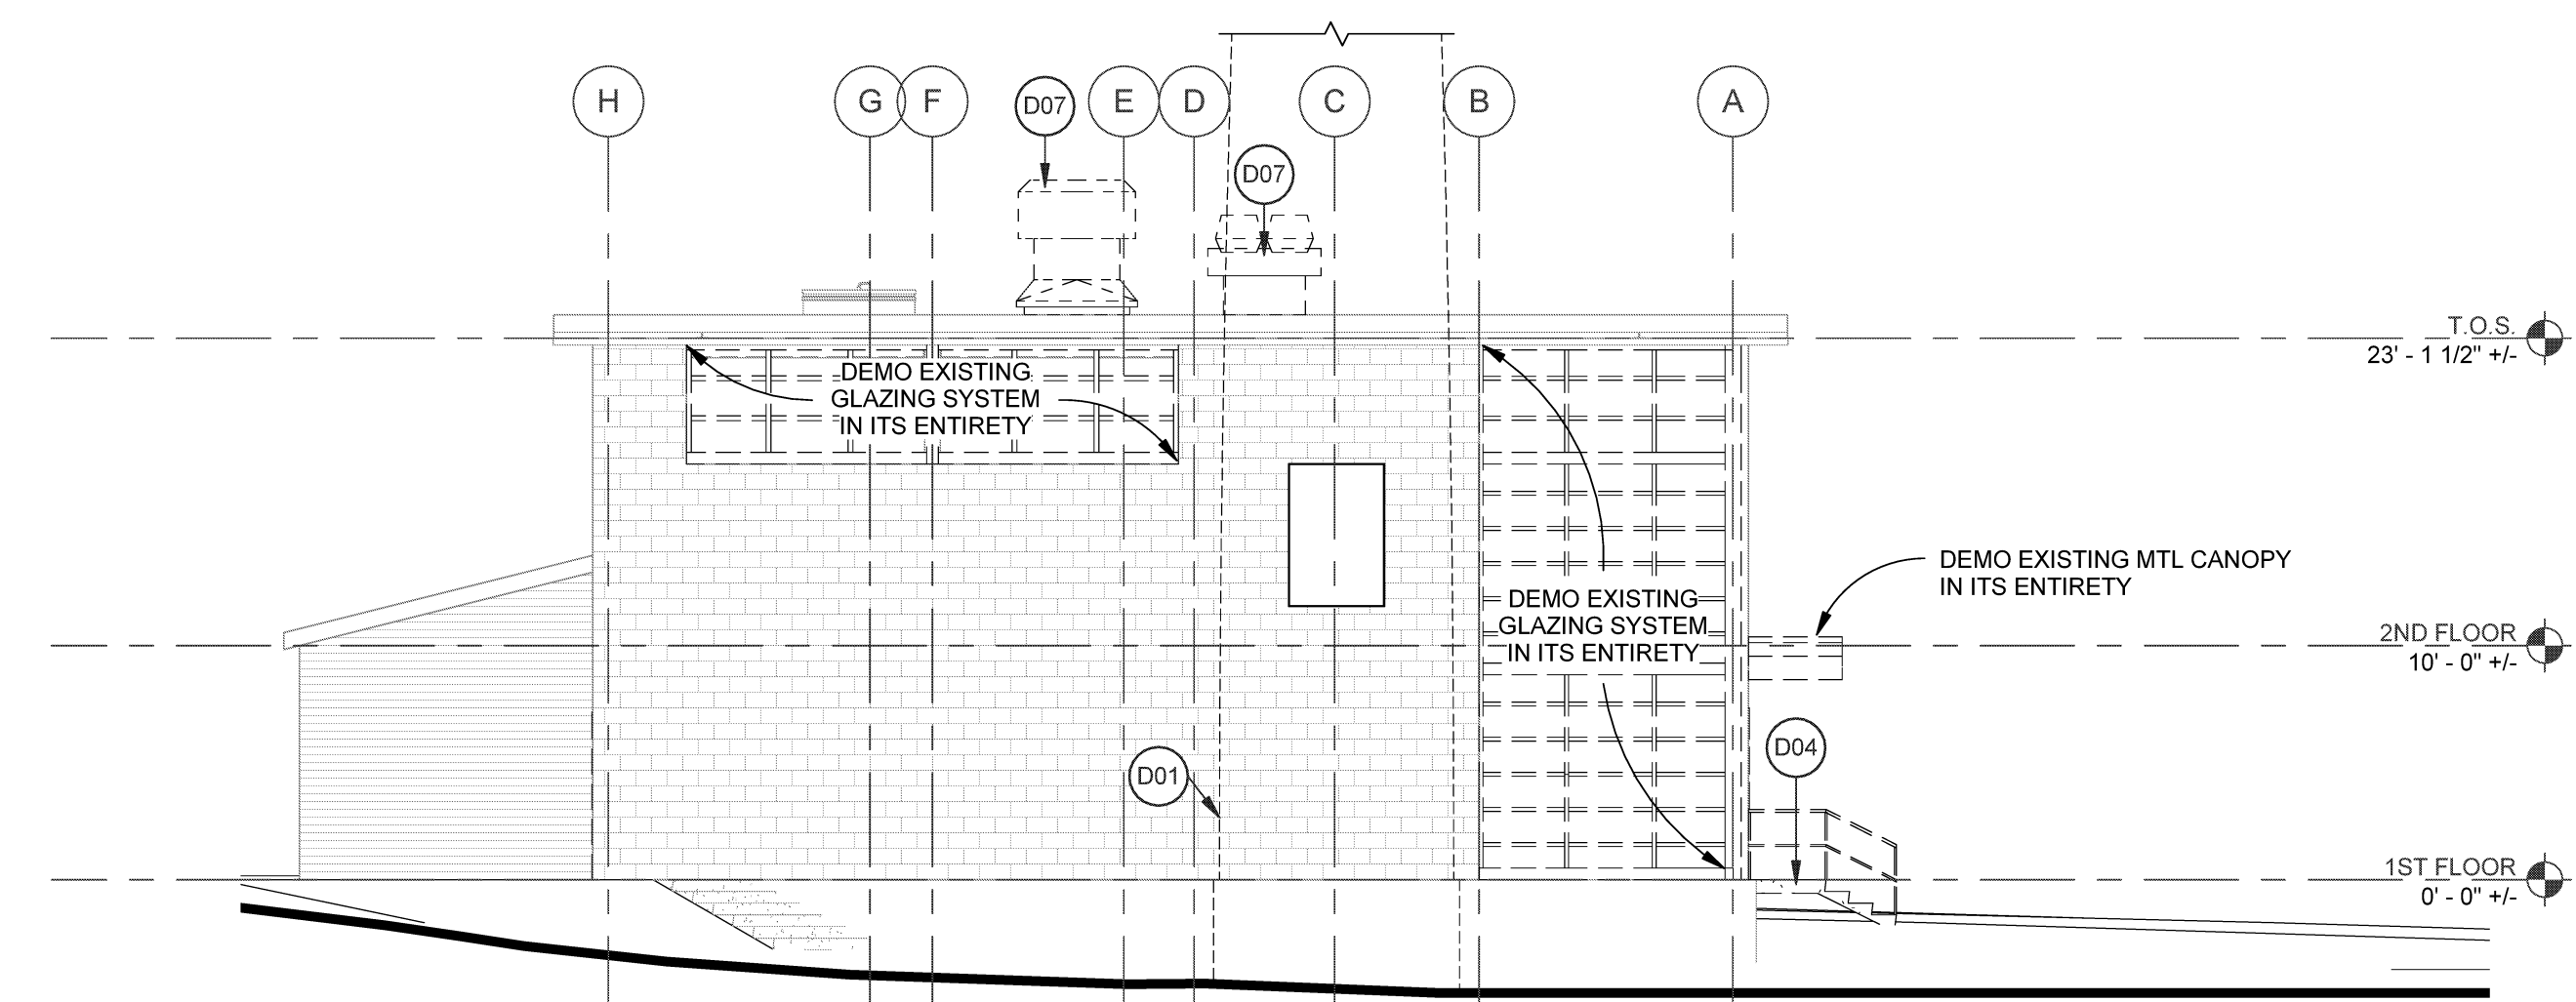 H
G
F
D07
E
D
C
B
A
D07
T.O.S.
23' - 1 1/2" +/-
DEMO EXISTING
GLAZING SYSTEM
IN ITS ENTIRETY
DEMO EXISTING MTL CANOPY
IN ITS ENTIRETY
DEMO EXISTING
GLAZING SYSTEM
IN ITS ENTIRETY
2ND FLOOR
10' - 0" +/-
D04
D01
1ST FLOOR
0' - 0" +/-